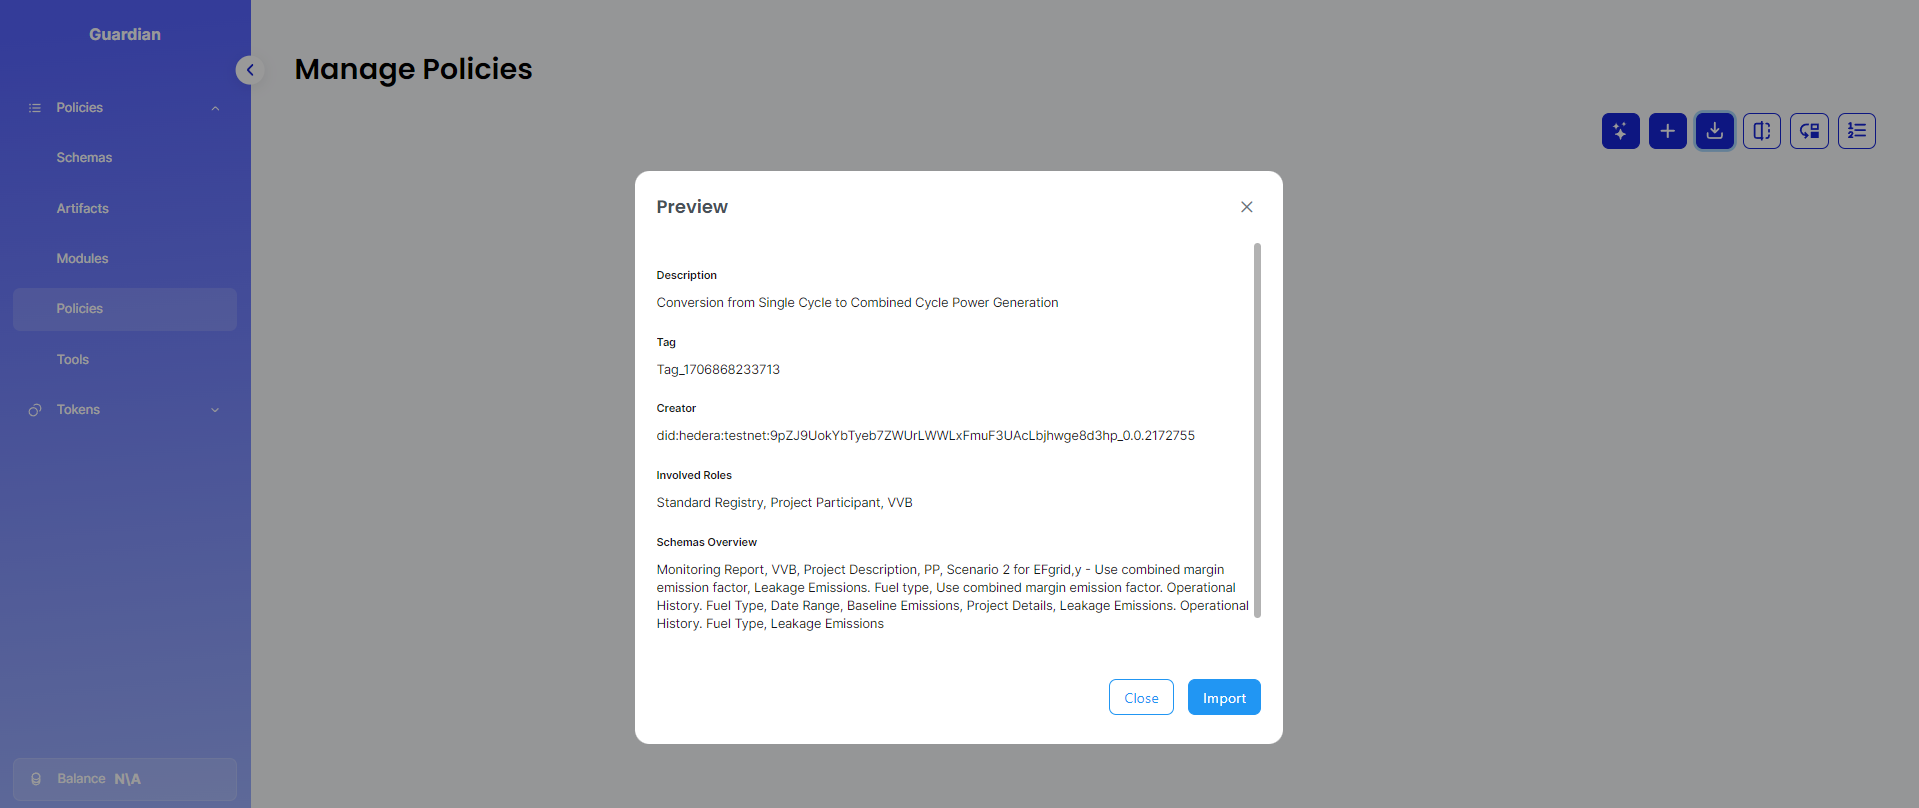 Guardian
Policies
Schemas
Artifacts
Modules
Policies
Tools
Tokens
Balance N\A
Manage Policies
Preview
Description
Conversion from Single Cycle to Combined Cycle Power Generation
Tag
Tag_1706868233713
Creator
did:hedera:testnet:9pZJ9UokYbTyeb7ZWUrLWWLxFmuF3UAcLbjhwge8d3hp_0.0.2172755
Involved Roles
Standard Registry, Project Participant, VVB
Schemas Overview
Monitoring Report, VVB, Project Description, PP, Scenario 2 for EFgrid,y - Use combined margin
emission factor, Leakage Emissions. Fuel type, Use combined margin emission factor. Operational
History. Fuel Type, Date Range, Baseline Emissions, Project Details, Leakage Emissions. Operational
History. Fuel Type, Leakage Emissions
Close
Import